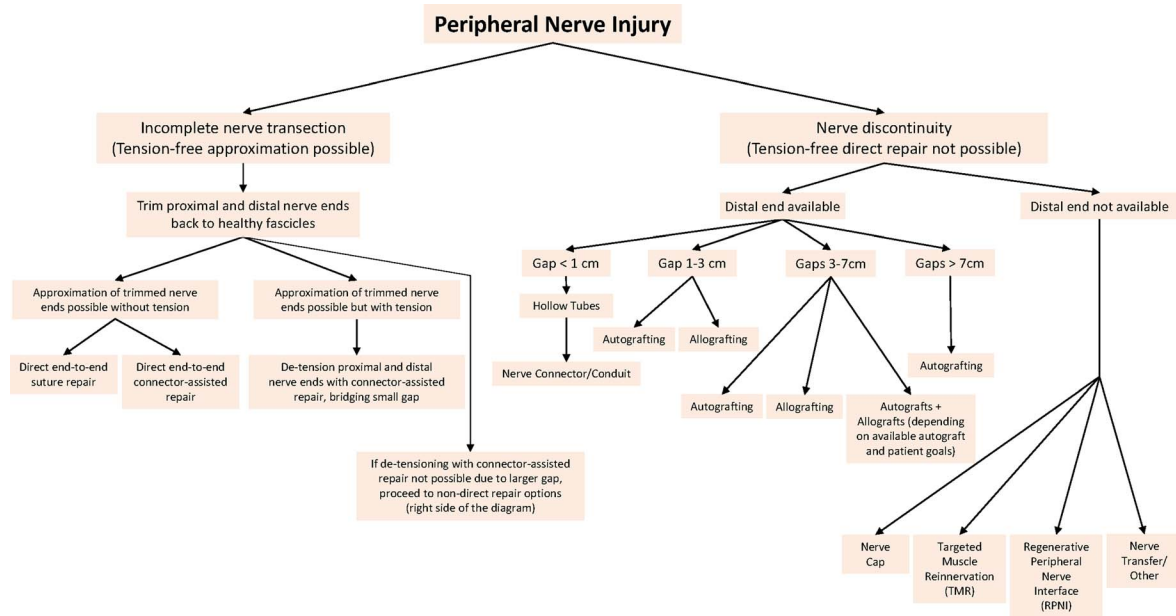 Peripheral Nerve Injury
Incomplete nerve transection
(Tension-free approximation possible)
Nerve discontinuity
(Tension-free direct repair not possible)
Trim proximal and distal nerve ends
back to healthy fascicles
Distal end available
Distal end not available
Gap < 1 cm
Gap 1-3 cm
Gaps 3-7cm
Gaps > 7cm
Approximation of trimmed nerve
ends possible without tension
Approximation of trimmed nerve
ends possible but with tension
Hollow Tubes
Autografting
Allografting
Direct end-to-end
suture repair
Direct end-to-end
connector-assisted
repair
De-tension proximal and distal
nerve ends with connector-assisted
repair, bridging small gap
Nerve Connector/Conduit
Autografting
Autografting
Allografting
Autografts +
Allografts (depending
on available autograft
and patient goals)
If de-tensioning with connector-assisted
repair not possible due to larger gap,
proceed to non-direct repair options
(right side of the diagram)
Nerve
Cap
Targeted
Muscle
Reinnervation
(TMR)
Regenerative
Peripheral
Nerve
Interface
(RPNI)
Nerve
Transfer/
Other